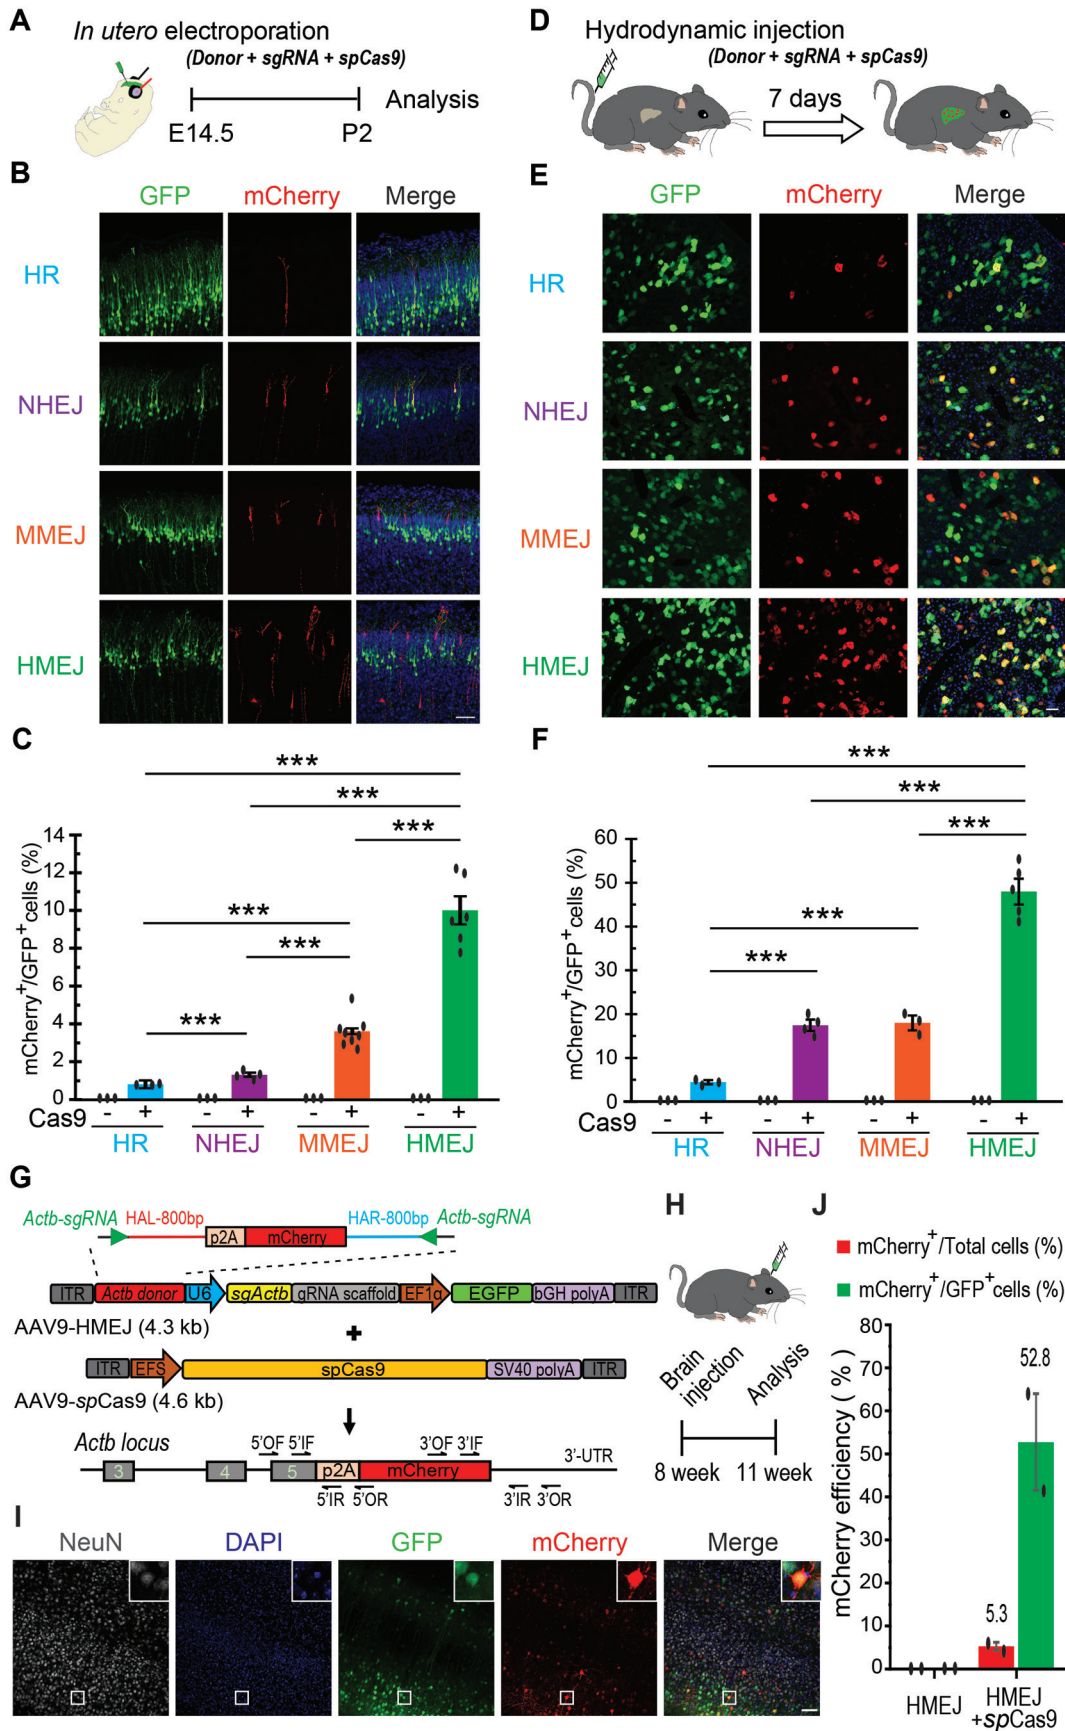 A
In utero electroporation
(Donor + sgRNA + spCas9)
E14.5
P2
Analysis
D
Hydrodynamic injection
(Donor + sgRNA + spCas9)
7 days
B
GFP
mCherry
Merge
HR
NHEJ
MMEJ
HMEJ
E
GFP
mCherry
Merge
HR
NHEJ
MMEJ
HMEJ
C
mCherry+/GFP+cells (%)
***
***
***
***
***
***
14
12
10
8
6
4
2
0
Cas9
- + - + - + - +
HR NHEJ MMEJ HMEJ
F
mCherry+/GFP+cells (%)
***
***
***
***
***
60
50
40
30
20
10
0
Cas9
- + - + - + - +
HR NHEJ MMEJ HMEJ
G
Actb-sgRNA HAL-800bp HAR-800bp Actb-sgRNA
p2A mCherry
ITR Actb donor U6 sgActb gRNA scaffold EF1α EGFP bGH polyA ITR
AAV9-HMEJ (4.3 kb)
+
ITR EFS spCas9 SV40 polyA ITR
AAV9-spCas9 (4.6 kb)
Actb locus
5'OF 5'IF 3'OF 3'IF
3'-UTR
3 4 5 p2A mCherry
5'IR 5'OR 3'IR 3'OR
H
Brain
injection
Analysis
8 week 11 week
J
mCherry+/Total cells (%)
mCherry+/GFP+cells (%)
mCherry efficiency ( % )
80
70
60
50
40
30
20
10
0
5.3
52.8
HMEJ
HMEJ
+spCas9
I
NeuN
DAPI
GFP
mCherry
Merge